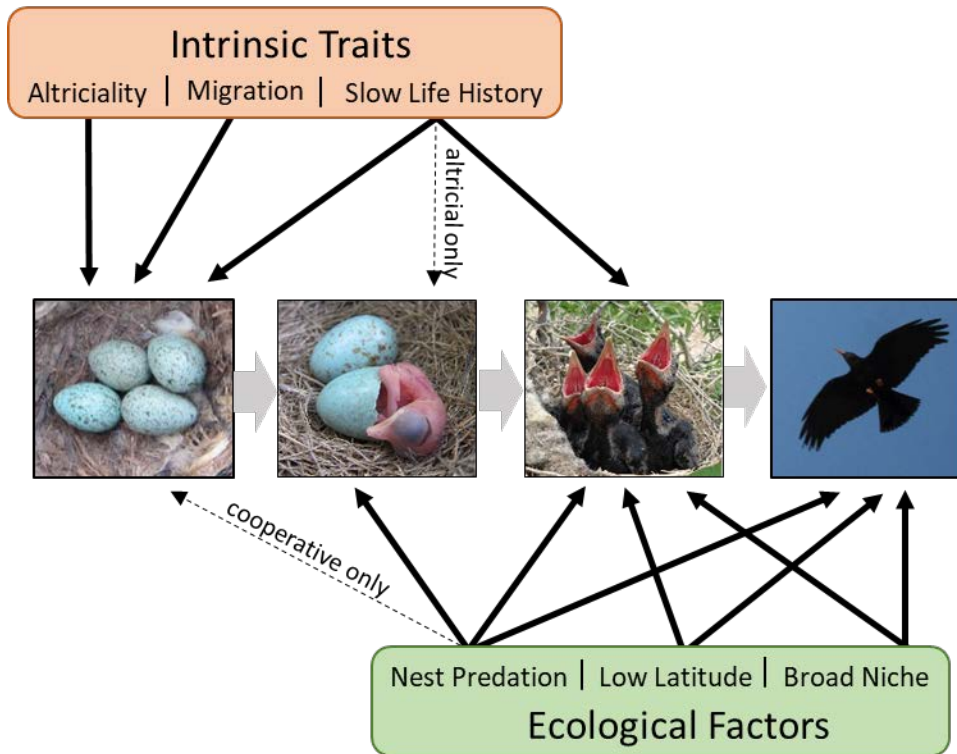 Intrinsic Traits
Altriciality | Migration | Slow Life History
altricial only
cooperative only
Nest Predation | Low Latitude | Broad Niche
Ecological Factors